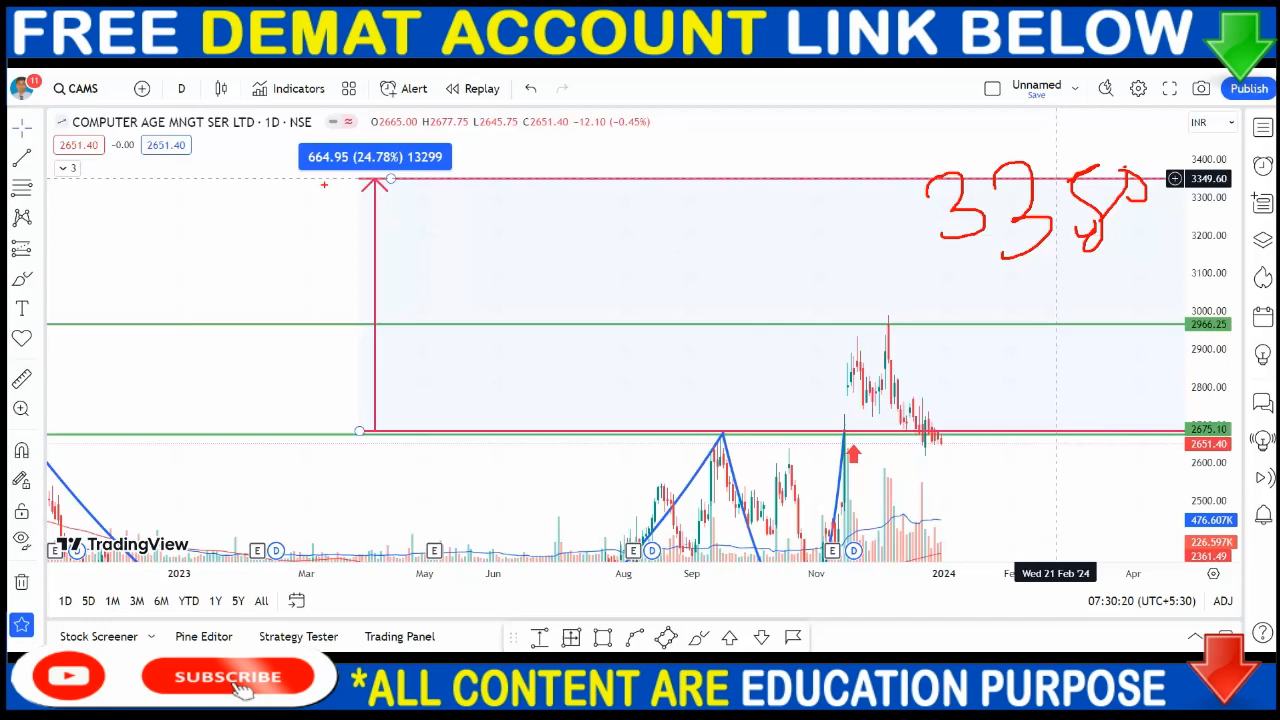 FREE DEMAT ACCOUNT LINK BELOW
11 CAMS D Indicators Alert Replay Unnamed Save Publish
COMPUTER AGE MNGT SER LTD · 1D · NSE O2665.00 H2677.75 L2645.75 C2651.40 −12.10 (−0.45%) INR
2651.40 -0.00 2651.40
3
664.95 (24.78%) 13299
3380
3400.00
3349.60
3300.00
3200.00
3100.00
3000.00
2966.25
2900.00
2800.00
2675.10
2651.40
2600.00
2500.00
476.607K
226.597K
2361.49
TradingView
E E D E E D E D
2023 Mar May Jun Aug Sep Nov 2024 Wed 21 Feb '24 Apr
1D 5D 1M 3M 6M YTD 1Y 5Y All 07:30:20 (UTC+5:30) ADJ
Stock Screener Pine Editor Strategy Tester Trading Panel
SUBSCRIBE
*ALL CONTENT ARE EDUCATION PURPOSE